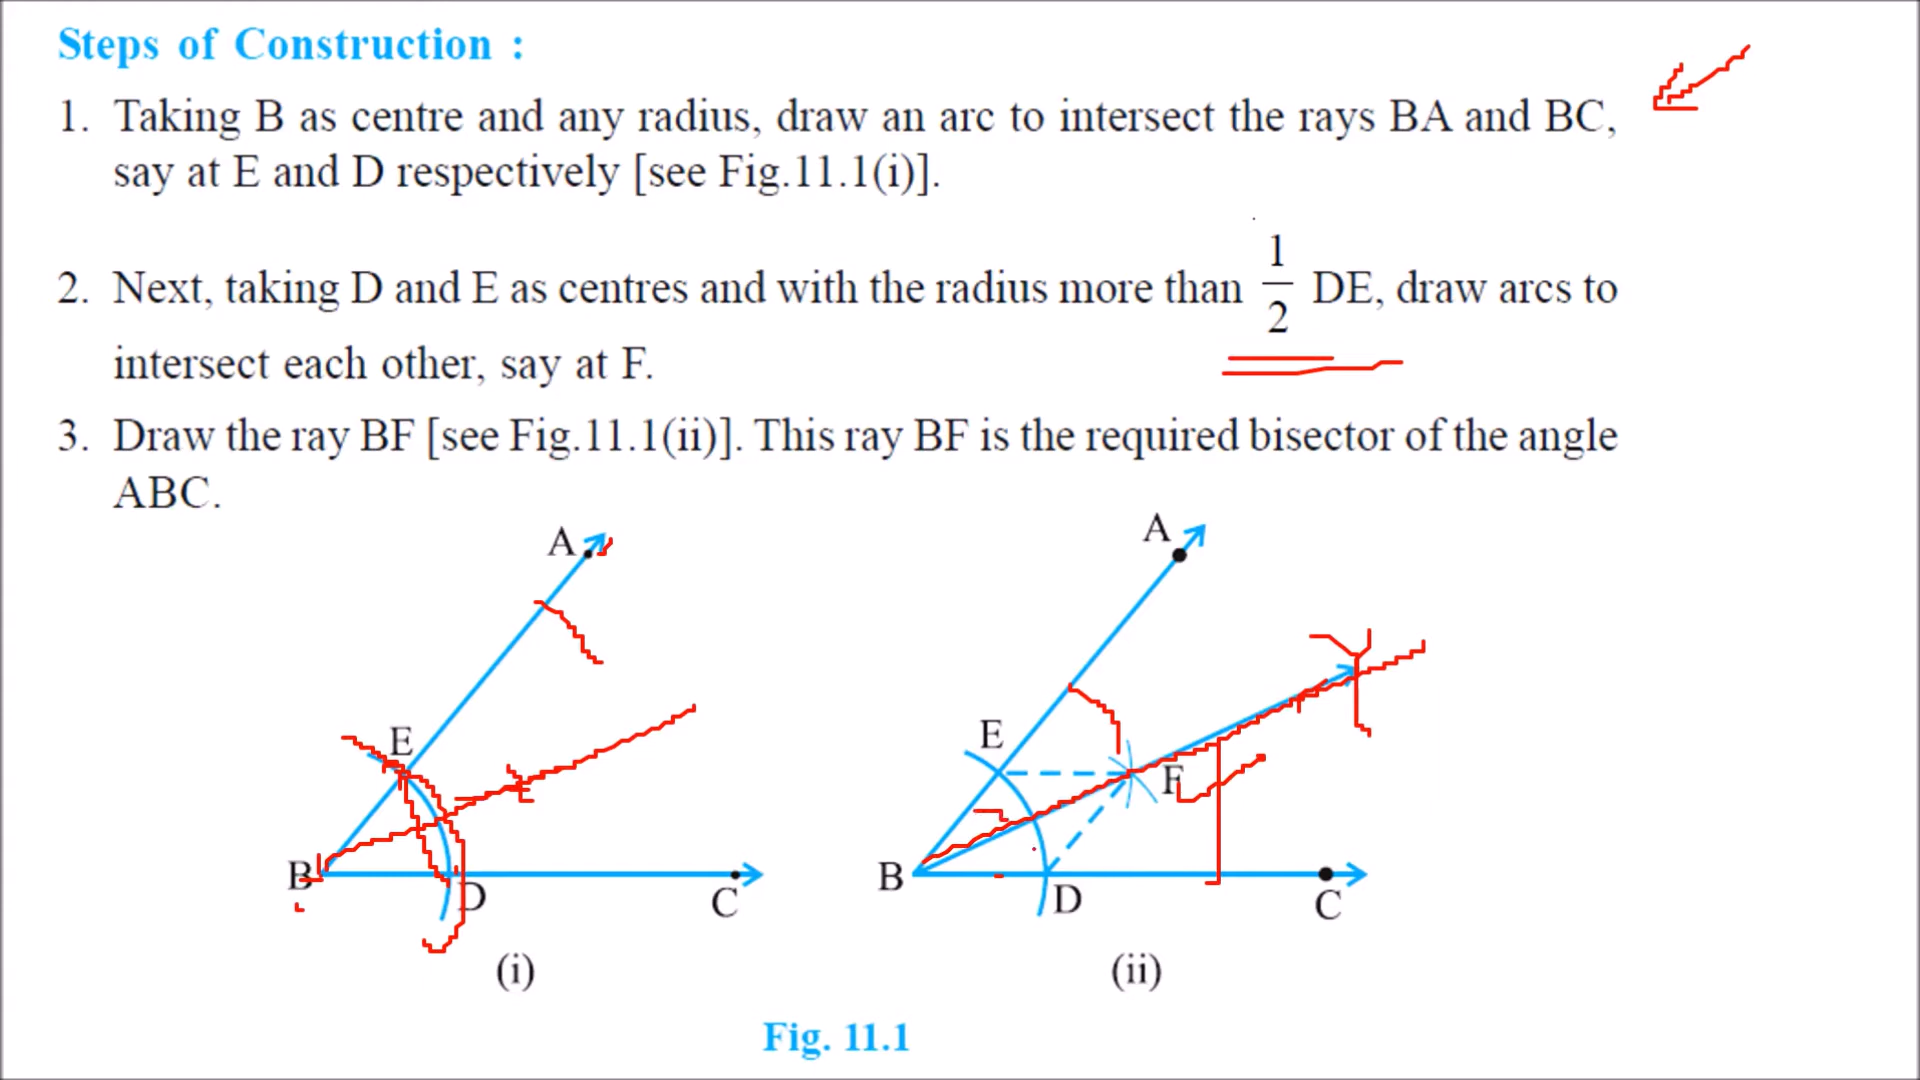 Steps of Construction :
1. Taking B as centre and any radius, draw an arc to intersect the rays BA and BC,
say at E and D respectively [see Fig.11.1(i)].
2. Next, taking D and E as centres and with the radius more than 1/2 DE, draw arcs to
intersect each other, say at F.
3. Draw the ray BF [see Fig.11.1(ii)]. This ray BF is the required bisector of the angle
ABC.
A
E
B
D
C
(i)
A
E
F
B
D
C
(ii)
Fig. 11.1